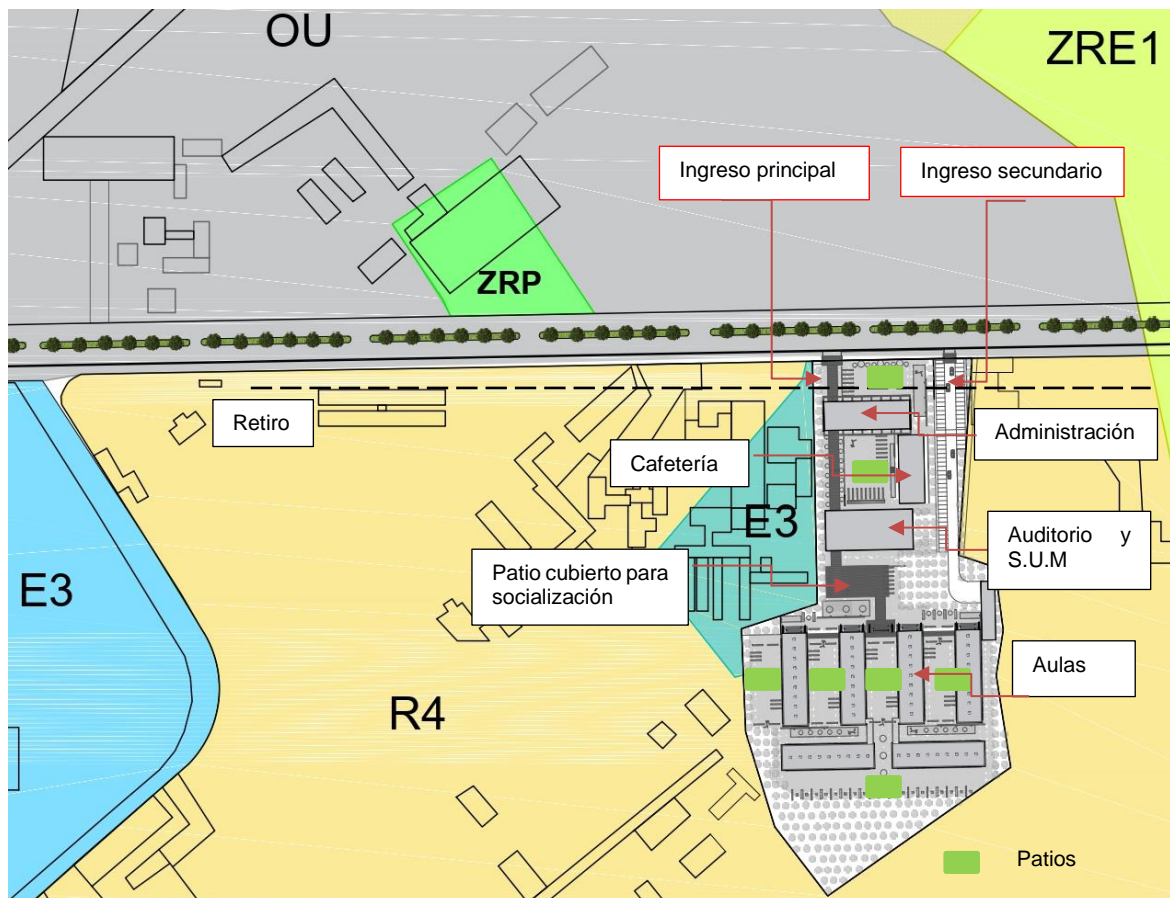 OU
ZRE1
Ingreso principal
Ingreso secundario
ZRP
Retiro
Administración
Cafetería
E3
Auditorio y
S.U.M
Patio cubierto para
socialización
E3
Aulas
R4
Patios